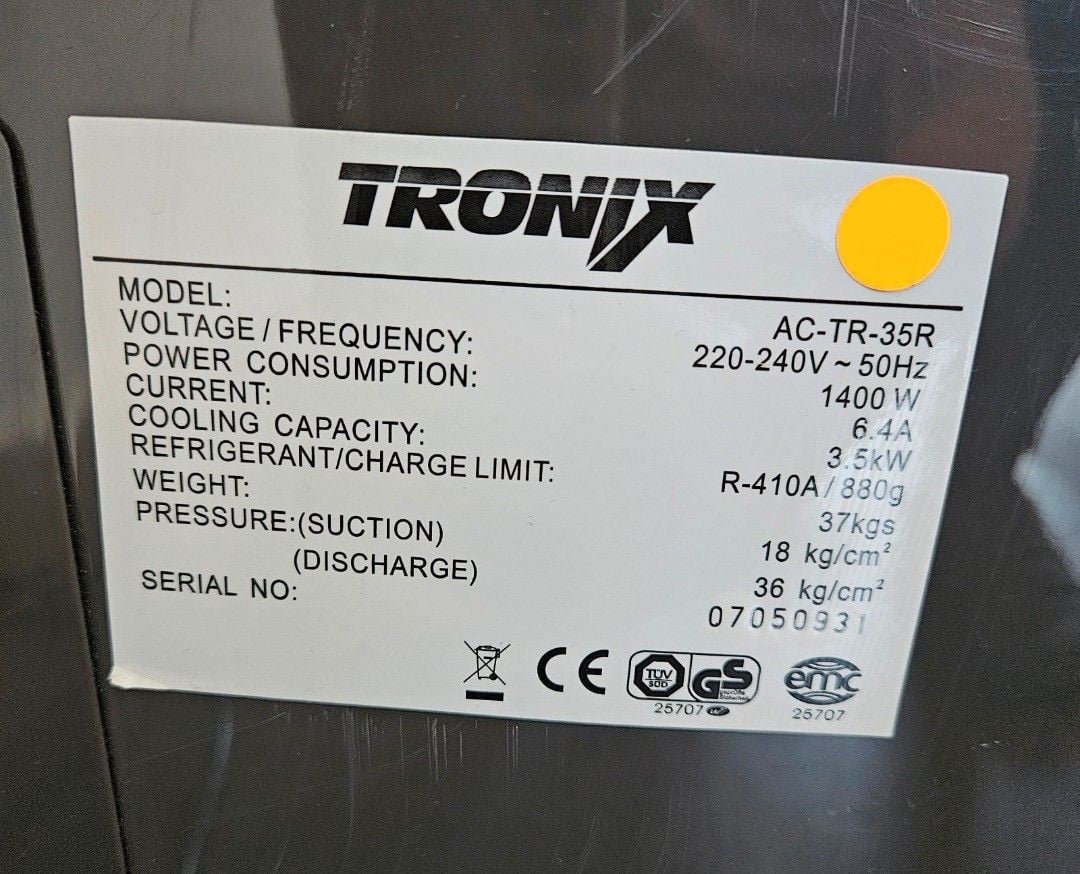 TRONIX
MODEL: AC-TR-35R
VOLTAGE / FREQUENCY: 220-240V ~ 50Hz
POWER CONSUMPTION: 1400 W
CURRENT: 6.4A
COOLING CAPACITY: 3.5kW
REFRIGERANT/CHARGE LIMIT: R-410A / 880g
WEIGHT: 37kgs
PRESSURE:(SUCTION) 18 kg/cm²
(DISCHARGE) 36 kg/cm²
SERIAL NO: 07050931
CE TÜV SÜD GS geprüfte Sicherheit emc
25707 25707